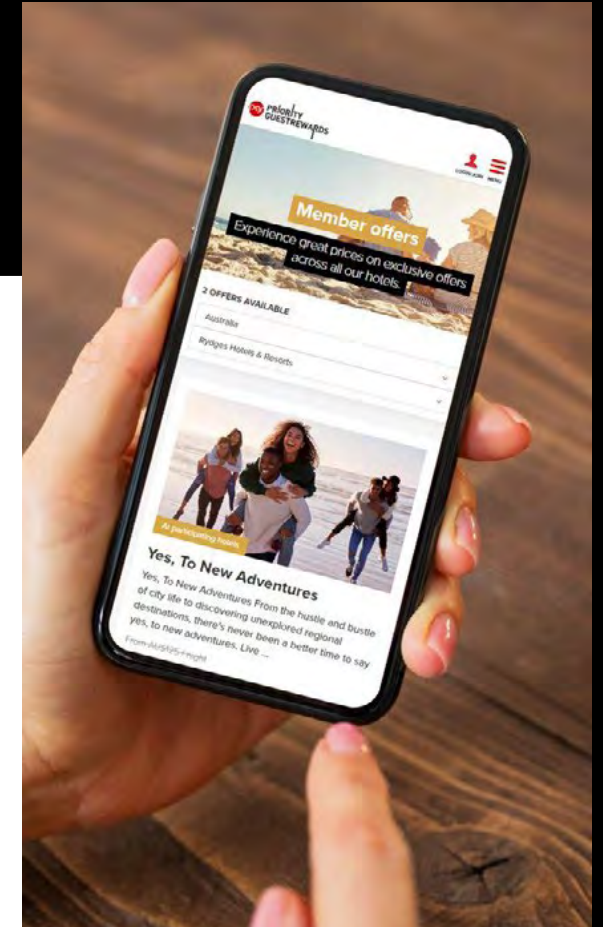 PRIORITY
GUESTREWARDS
LOGIN/JOIN MENU
Member offers
Experience great prices on exclusive offers
across all our hotels.
2 OFFERS AVAILABLE
Australia
Rydges Hotels & Resorts
At participating hotels
Yes, To New Adventures
Yes, To New Adventures From the hustle and bustle
of city life to discovering unexplored regional
destinations, there's never been a better time to say
yes, to new adventures. Live ...